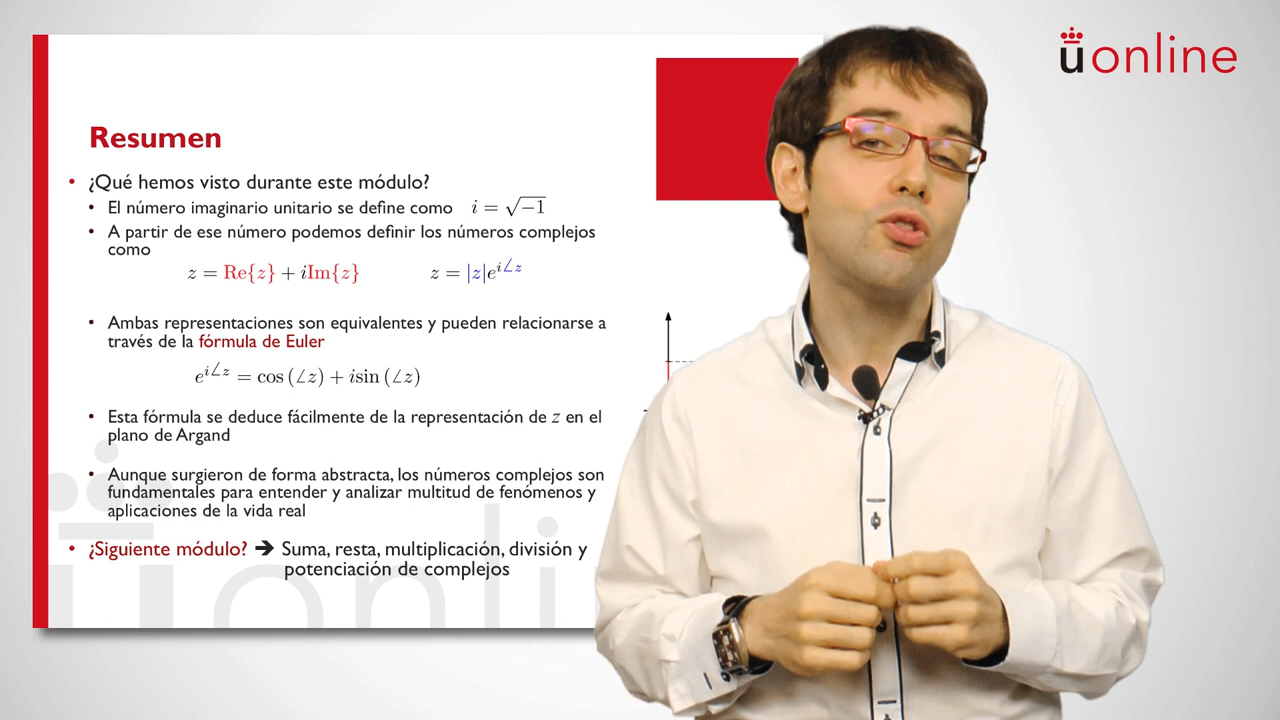 uonline
Resumen
• ¿Qué hemos visto durante este módulo?
• El número imaginario unitario se define como i = √−1
• A partir de ese número podemos definir los números complejos
como
z = Re{z} + iIm{z} z = |z|e^{i∠z}
• Ambas representaciones son equivalentes y pueden relacionarse a
través de la fórmula de Euler
e^{i∠z} = cos (∠z) + isin (∠z)
• Esta fórmula se deduce fácilmente de la representación de z en el
plano de Argand
• Aunque surgieron de forma abstracta, los números complejos son
fundamentales para entender y analizar multitud de fenómenos y
aplicaciones de la vida real
• ¿Siguiente módulo? ➔ Suma, resta, multiplicación, división y
potenciación de complejos